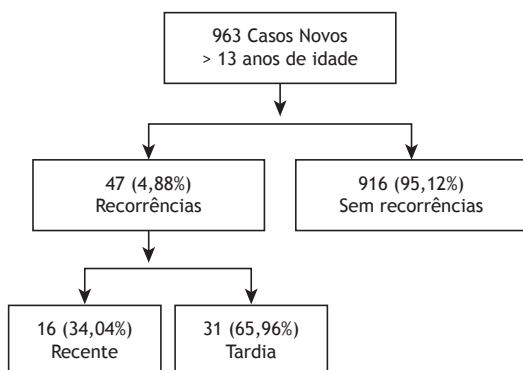 963 Casos Novos
> 13 anos de idade
47 (4,88%)
Recorrências
916 (95,12%)
Sem recorrências
16 (34,04%)
Recente
31 (65,96%)
Tardia